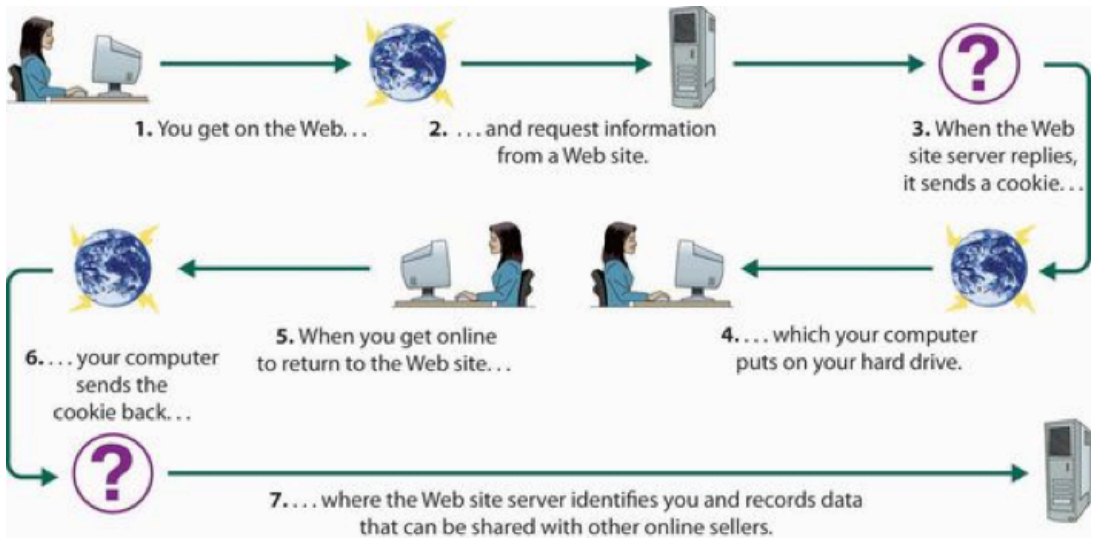 ?
1. You get on the Web...
2. ...and request information
from a Web site.
3. When the Web
site server replies,
it sends a cookie...
4.... which your computer
puts on your hard drive.
5. When you get online
to return to the Web site...
6.... your computer
sends the
cookie back...
?
7.... where the Web site server identifies you and records data
that can be shared with other online sellers.